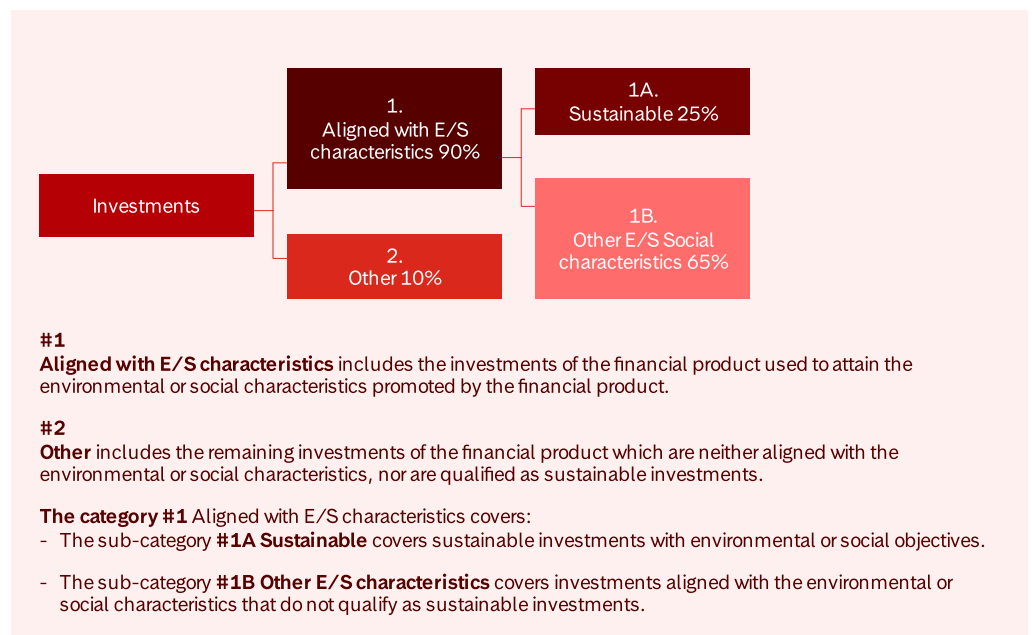 1.
Aligned with E/S
characteristics 90%
1A.
Sustainable 25%
Investments
1B.
Other E/S Social
characteristics 65%
2.
Other 10%
#1
Aligned with E/S characteristics includes the investments of the financial product used to attain the
environmental or social characteristics promoted by the financial product.
#2
Other includes the remaining investments of the financial product which are neither aligned with the
environmental or social characteristics, nor are qualified as sustainable investments.
The category #1 Aligned with E/S characteristics covers:
- The sub-category #1A Sustainable covers sustainable investments with environmental or social objectives.
- The sub-category #1B Other E/S characteristics covers investments aligned with the environmental or
social characteristics that do not qualify as sustainable investments.